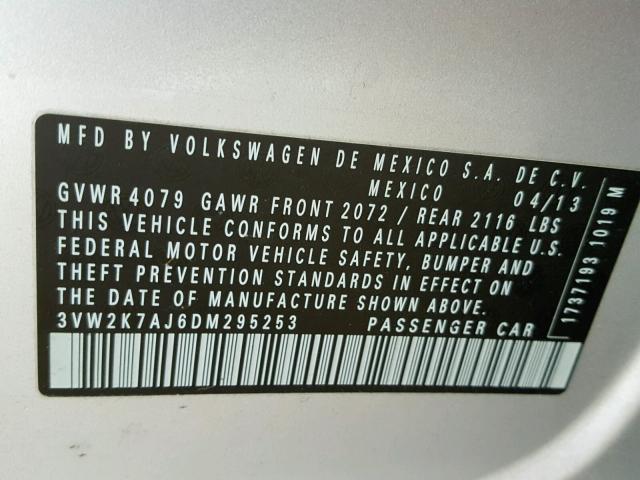 MFD BY VOLKSWAGEN DE MEXICO S.A. DE C.V.
MEXICO 04/13
GVWR 4079 GAWR FRONT 2072 / REAR 2116 LBS
THIS VEHICLE CONFORMS TO ALL APPLICABLE U.S.
FEDERAL MOTOR VEHICLE SAFETY, BUMPER AND
THEFT PREVENTION STANDARDS IN EFFECT ON
THE DATE OF MANUFACTURE SHOWN ABOVE.
3VW2K7AJ6DM295253 PASSENGER CAR
1737193 1019 M